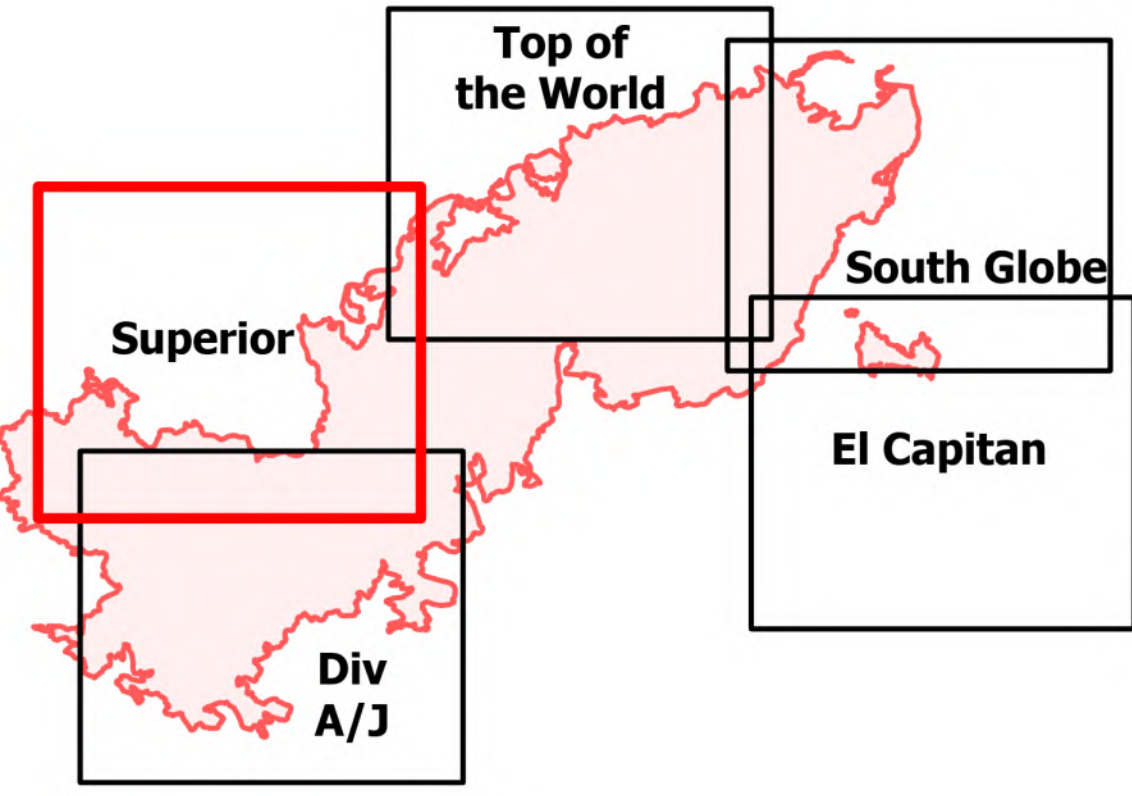 Top of
the World
South Globe
Superior
El Capitan
Div
A/J